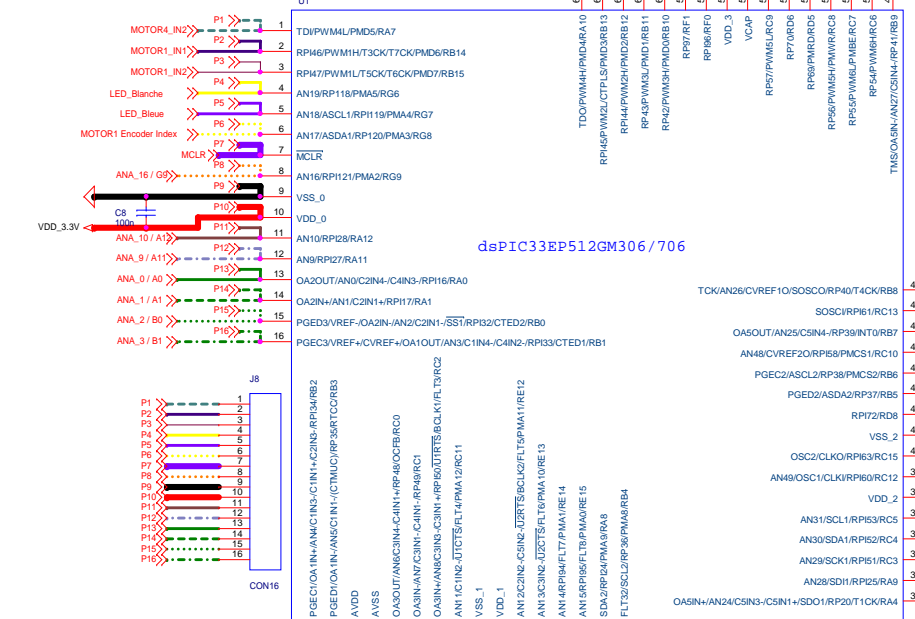 U1
P1
MOTOR4_IN2
1
TDI/PWM4L/PMD5/RA7
P2
MOTOR1_IN1
2
RPI46/PWM1H/T3CK/T7CK/PMD6/RB14
P3
MOTOR1_IN2
3
RPI47/PWM1L/T5CK/T6CK/PMD7/RB15
P4
LED_Blanche
4
AN19/RP118/PMA5/RG6
P5
LED_Bleue
5
AN18/ASCL1/RPI119/PMA4/RG7
P6
MOTOR1 Encoder Index
6
AN17/ASDA1/RP120/PMA3/RG8
P7
MCLR
7
MCLR
P8
ANA_16 / G9
8
AN16/RPI121/PMA2/RG9
P9
9
VSS_0
C8
100n
P10
10
VDD_0
VDD_3.3V
P11
ANA_10 / A12
11
AN10/RPI28/RA12
P12
ANA_9 / A11
12
AN9/RPI27/RA11
P13
ANA_0 / A0
13
OA2OUT/AN0/C2IN4-/C4IN3-/RPI16/RA0
P14
ANA_1 / A1
14
OA2IN+/AN1/C2IN1+/RPI17/RA1
P15
ANA_2 / B0
15
PGED3/VREF-/OA2IN-/AN2/C2IN1-/SS1/RPI32/CTED2/RB0
P16
ANA_3 / B1
16
PGEC3/VREF+/CVREF+/OA1OUT/AN3/C1IN4-/C4IN2-/RPI33/CTED1/RB1
dsPIC33EP512GM306/706
TDO/PWM4H/PMD4/RA10
RPI45/PWM2L/CTPLS/PMD3/RB13
RPI44/PWM2H/PMD2/RB12
RP43/PWM3L/PMD1/RB11
RP42/PWM3H/PMD0/RB10
RP97/RF1
RPI96/RF0
VDD_3
VCAP
RP57/PWM5L/RC9
RP70/RD6
RP69/PMRD/RD5
RP56/PWM5H/PMWR/RC8
RP55/PWM6L/PMBE/RC7
RP54/PWM6H/RC6
TMS/OA5IN-/AN27/C5IN4-/RP41/RB9
TCK/AN26/CVREF1O/SOSCO/RP40/T4CK/RB8
SOSCI/RPI61/RC13
OA5OUT/AN25/C5IN4-/RP39/INT0/RB7
AN48/CVREF2O/RPI58/PMCS1/RC10
PGEC2/ASCL2/RP38/PMCS2/RB6
PGED2/ASDA2/RP37/RB5
RPI72/RD8
VSS_2
OSC2/CLKO/RPI63/RC15
AN49/OSC1/CLKI/RPI60/RC12
VDD_2
AN31/SCL1/RPI53/RC5
AN30/SDA1/RPI52/RC4
AN29/SCK1/RPI51/RC3
AN28/SDI1/RPI25/RA9
OA5IN+/AN24/C5IN3-/C5IN1+/SDO1/RP20/T1CK/RA4
J8
P1 1
P2 2
P3 3
P4 4
P5 5
P6 6
P7 7
P8 8
P9 9
P10 10
P11 11
P12 12
P13 13
P14 14
P15 15
P16 16
CON16
PGEC1/OA1IN+/AN4/C1IN3-/C1IN1+/C2IN3-/RPI34/RB2
PGED1/OA1IN-/AN5/C1IN1-/(CTMUC)/RP35/RTCC/RB3
AVDD
AVSS
OA3OUT/AN6/C3IN4-/C4IN1+/RP48/OCFB/RC0
OA3IN-/AN7/C3IN1-/C4IN1-/RP49/RC1
OA3IN+/AN8/C3IN3-/C3IN1+/RPI50/U1RTS/BCLK1/FLT3/RC2
AN11/C1IN2-/U1CTS/FLT4/PMA12/RC11
VSS_1
VDD_1
AN12/C2IN2-/C5IN2-/U2RTS/BCLK2/FLT5/PMA11/RE12
AN13/C3IN2-/U2CTS/FLT6/PMA10/RE13
AN14/RPI94/FLT7/PMA1/RE14
AN15/RPI95/FLT8/PMA0/RE15
SDA2/RPI24/PMA9/RA8
FLT32/SCL2/RP36/PMA8/RB4